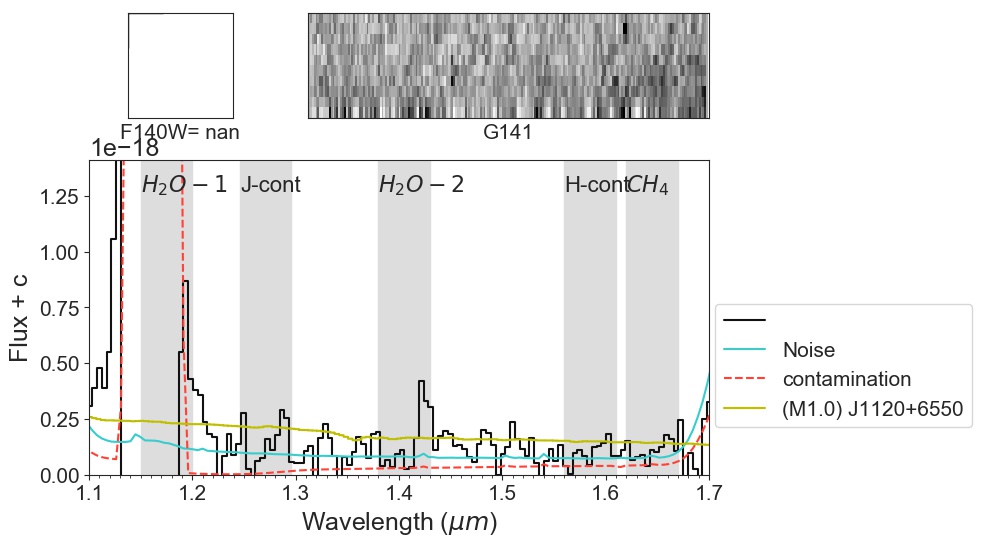 F140W= nan
G141
1e−18
H₂O − 1
J-cont
H₂O − 2
H-cont
CH₄
1.25
1.00
0.75
0.50
0.25
0.00
Flux + c
1.1
1.2
1.3
1.4
1.5
1.6
1.7
Wavelength (μm)
Noise
contamination
(M1.0) J1120+6550